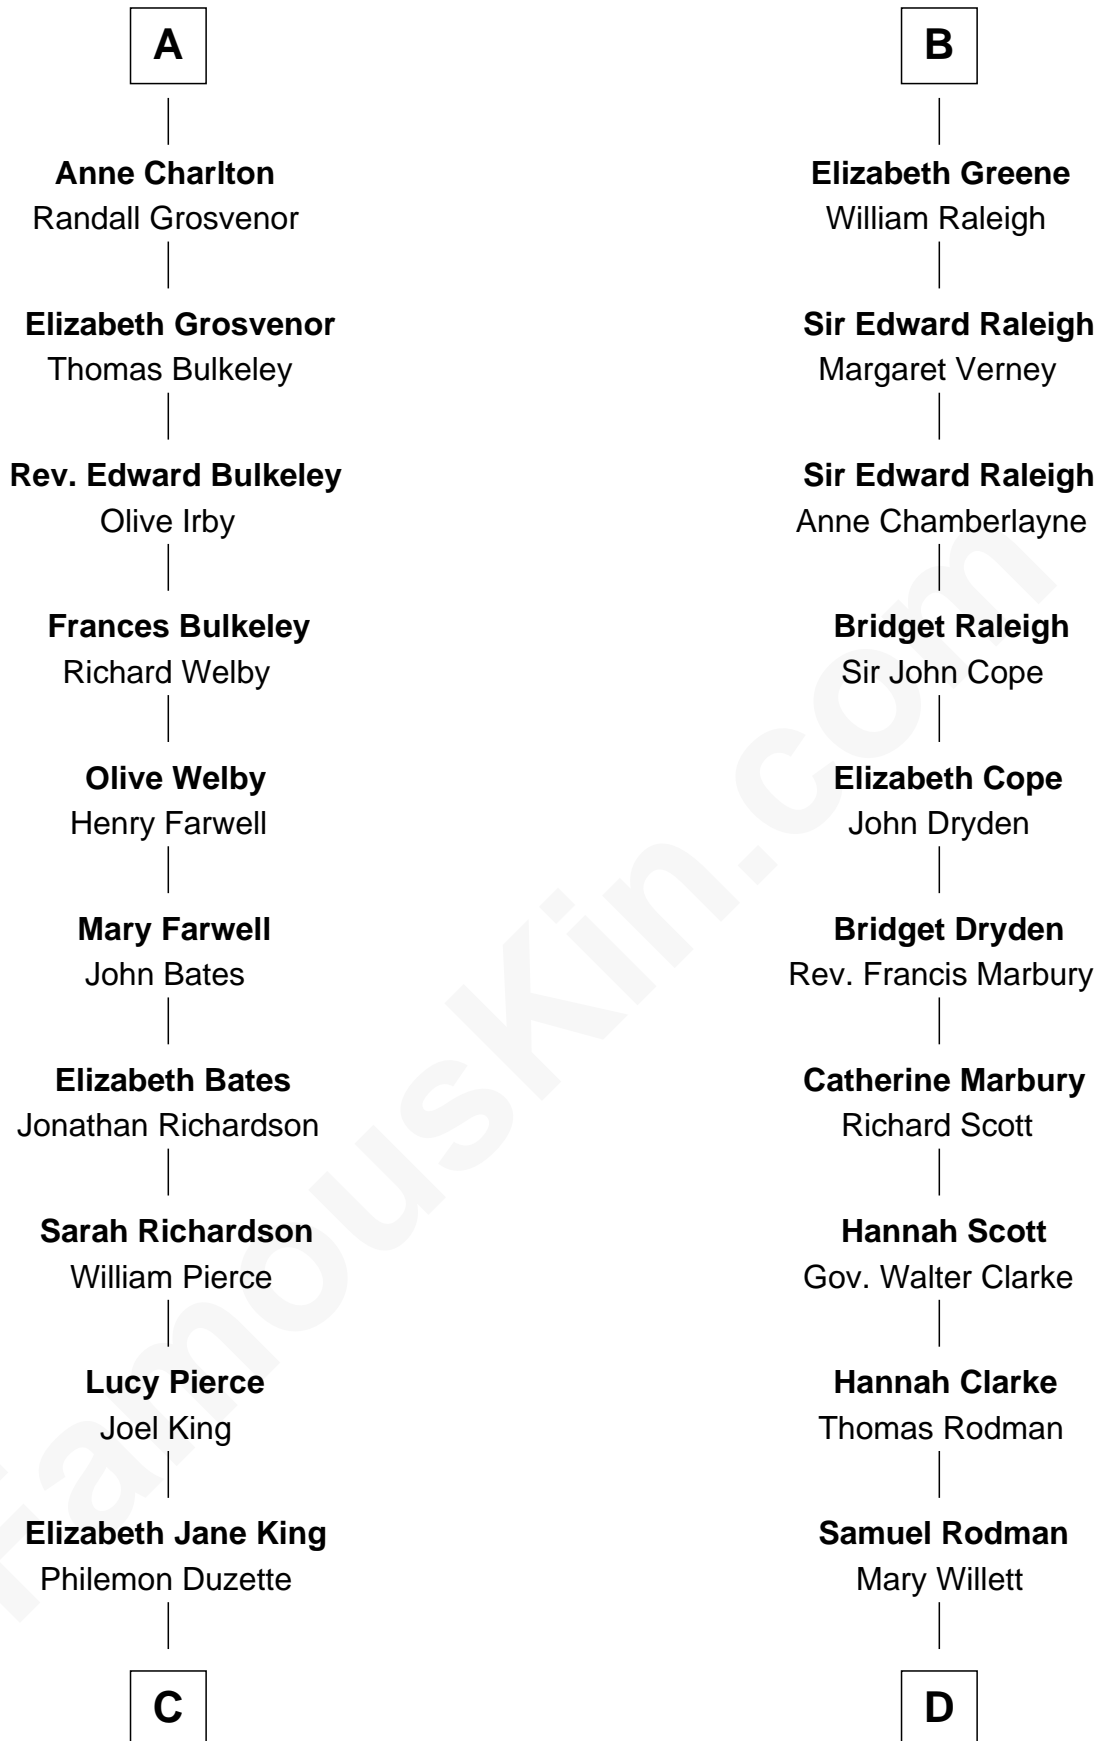 A
Anne Charlton
Randall Grosvenor
Elizabeth Grosvenor
Thomas Bulkeley
Rev. Edward Bulkeley
Olive Irby
Frances Bulkeley
Richard Welby
Olive Welby
Henry Farwell
Mary Farwell
John Bates
Elizabeth Bates
Jonathan Richardson
Sarah Richardson
William Pierce
Lucy Pierce
Joel King
Elizabeth Jane King
Philemon Duzette
C
B
Elizabeth Greene
William Raleigh
Sir Edward Raleigh
Margaret Verney
Sir Edward Raleigh
Anne Chamberlayne
Bridget Raleigh
Sir John Cope
Elizabeth Cope
John Dryden
Bridget Dryden
Rev. Francis Marbury
Catherine Marbury
Richard Scott
Hannah Scott
Gov. Walter Clarke
Hannah Clarke
Thomas Rodman
Samuel Rodman
Mary Willett
D
FamousKin.com